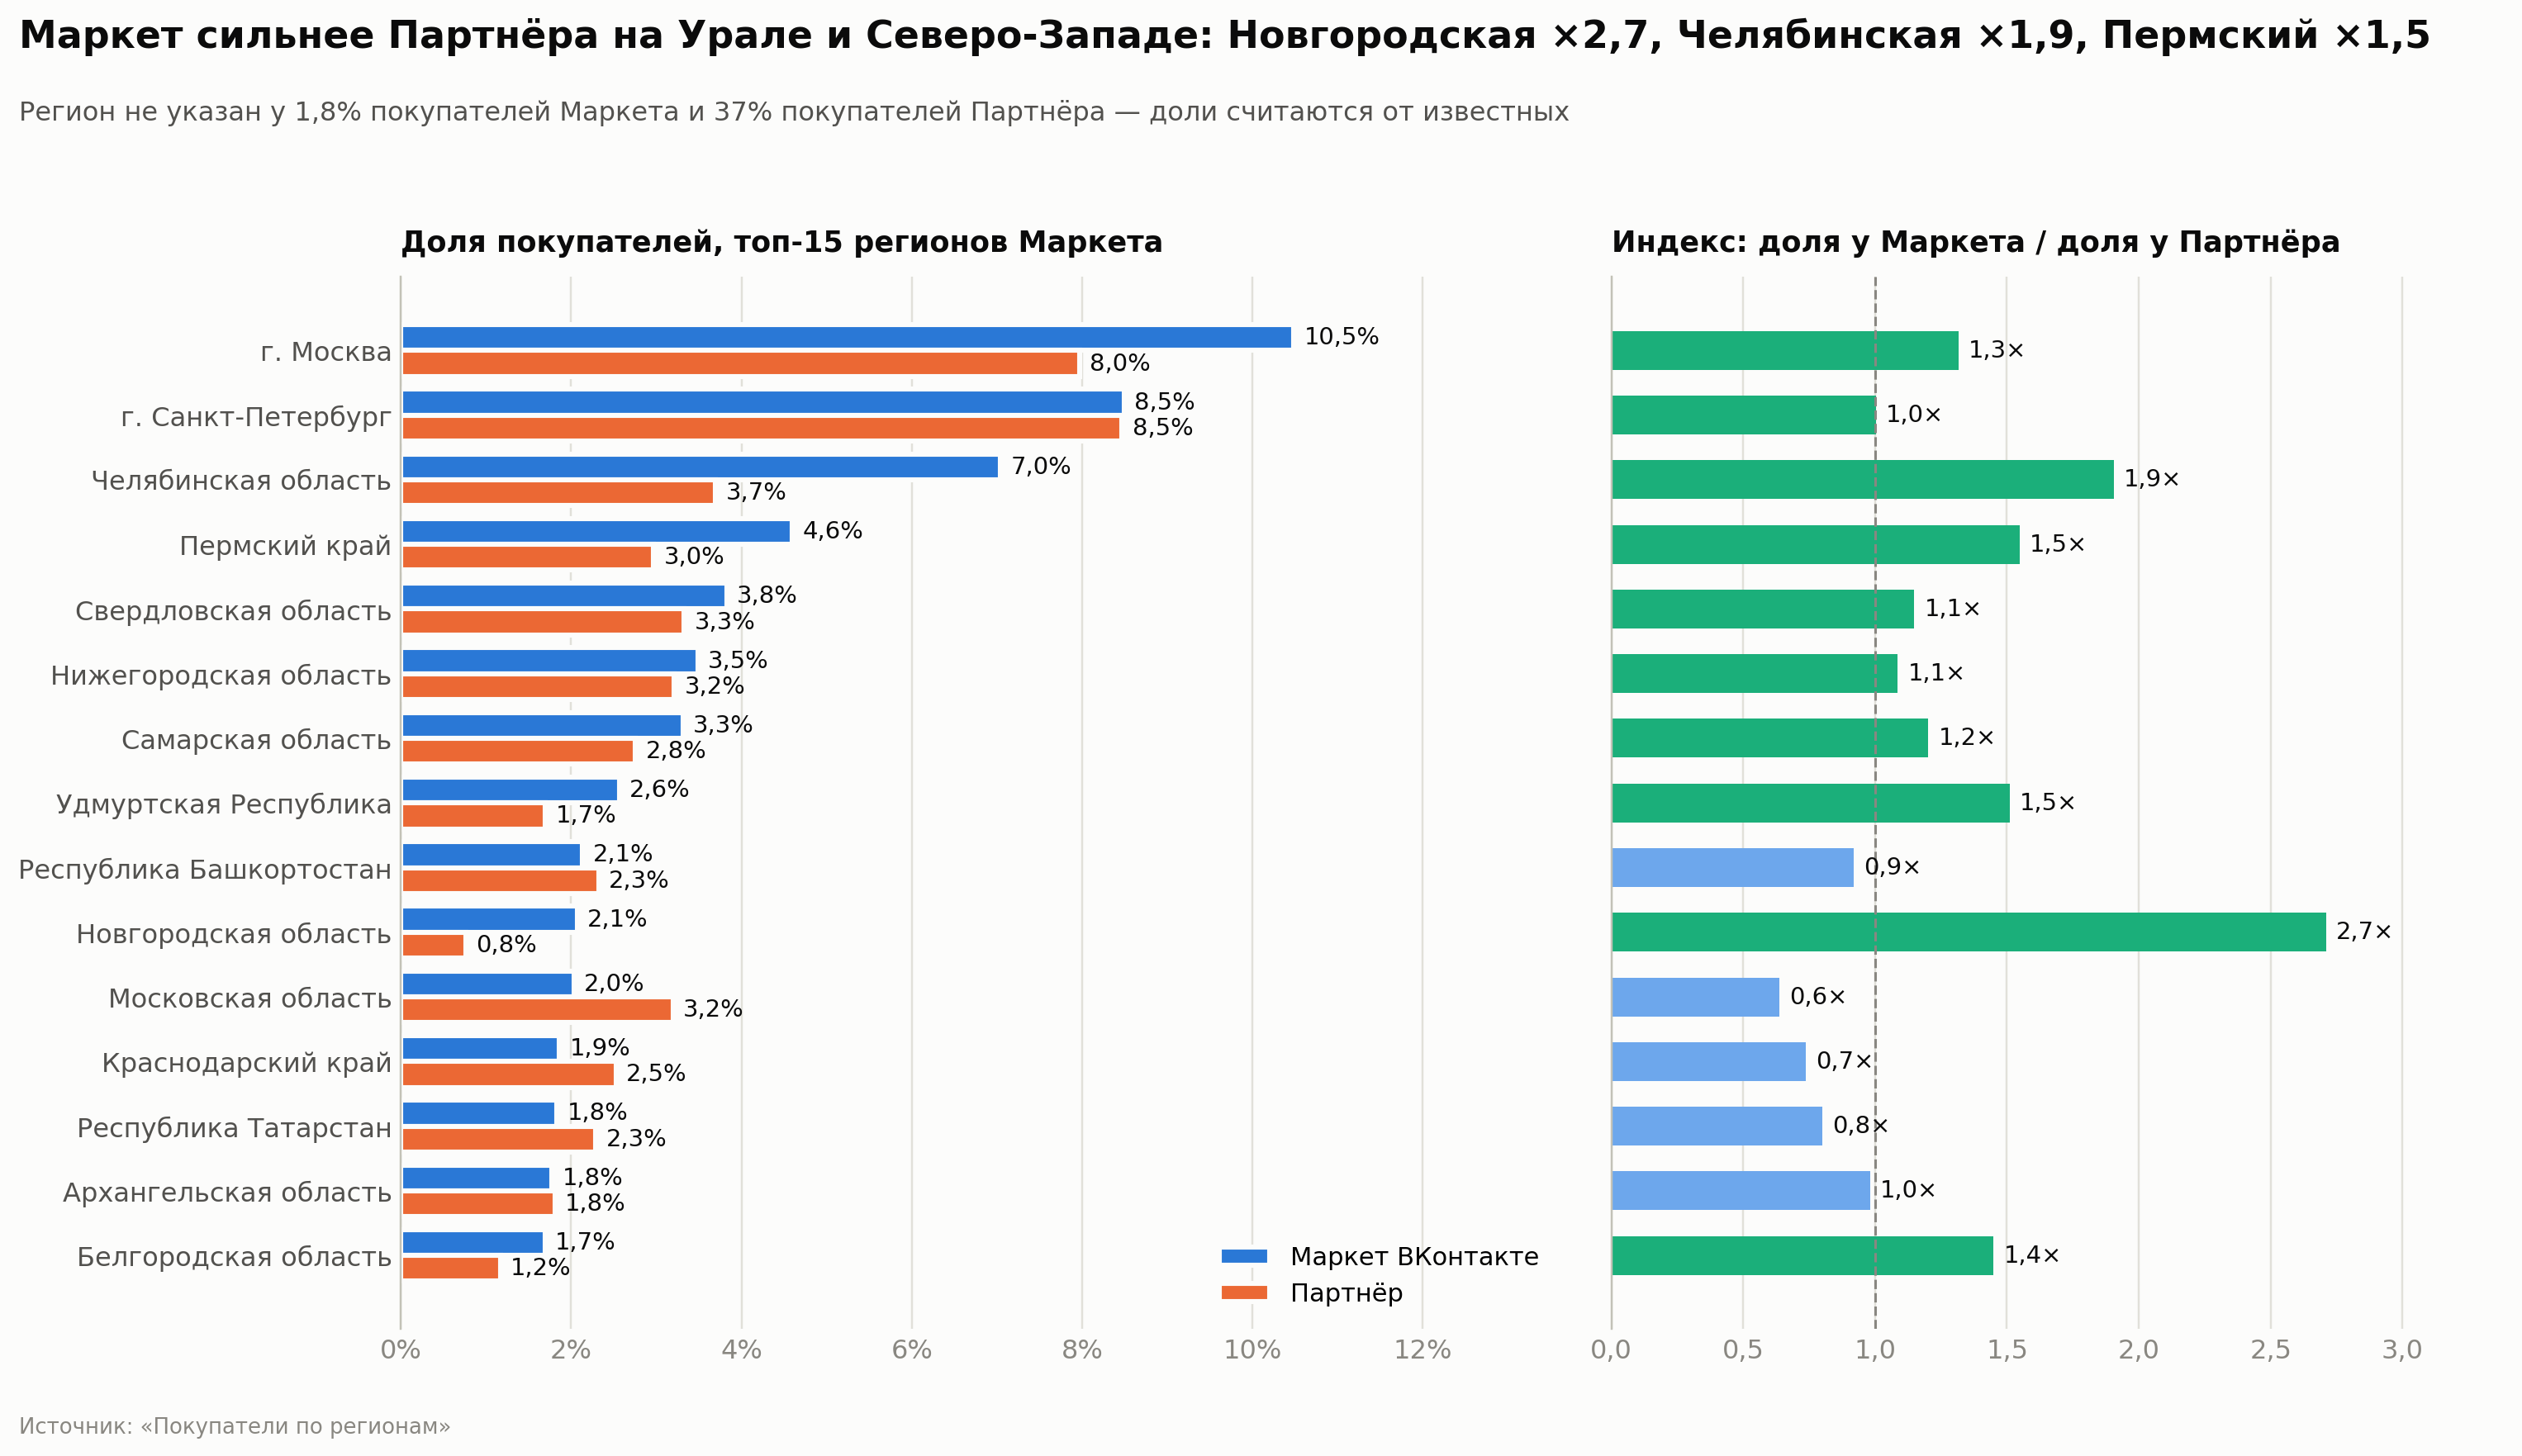 Маркет сильнее Партнёра на Урале и Северо-Западе: Новгородская ×2,7, Челябинская ×1,9, Пермский ×1,5
Регион не указан у 1,8% покупателей Маркета и 37% покупателей Партнёра — доли считаются от известных
Доля покупателей, топ-15 регионов Маркета
г. Москва
10,5%
8,0%
г. Санкт-Петербург
8,5%
8,5%
Челябинская область
7,0%
3,7%
Пермский край
4,6%
3,0%
Свердловская область
3,8%
3,3%
Нижегородская область
3,5%
3,2%
Самарская область
3,3%
2,8%
Удмуртская Республика
2,6%
1,7%
Республика Башкортостан
2,1%
2,3%
Новгородская область
2,1%
0,8%
Московская область
2,0%
3,2%
Краснодарский край
1,9%
2,5%
Республика Татарстан
1,8%
2,3%
Архангельская область
1,8%
1,8%
Белгородская область
1,7%
1,2%
Маркет ВКонтакте
Партнёр
0% 2% 4% 6% 8% 10% 12%
Индекс: доля у Маркета / доля у Партнёра
1,3×
1,0×
1,9×
1,5×
1,1×
1,1×
1,2×
1,5×
0,9×
2,7×
0,6×
0,7×
0,8×
1,0×
1,4×
0,0 0,5 1,0 1,5 2,0 2,5 3,0
Источник: «Покупатели по регионам»